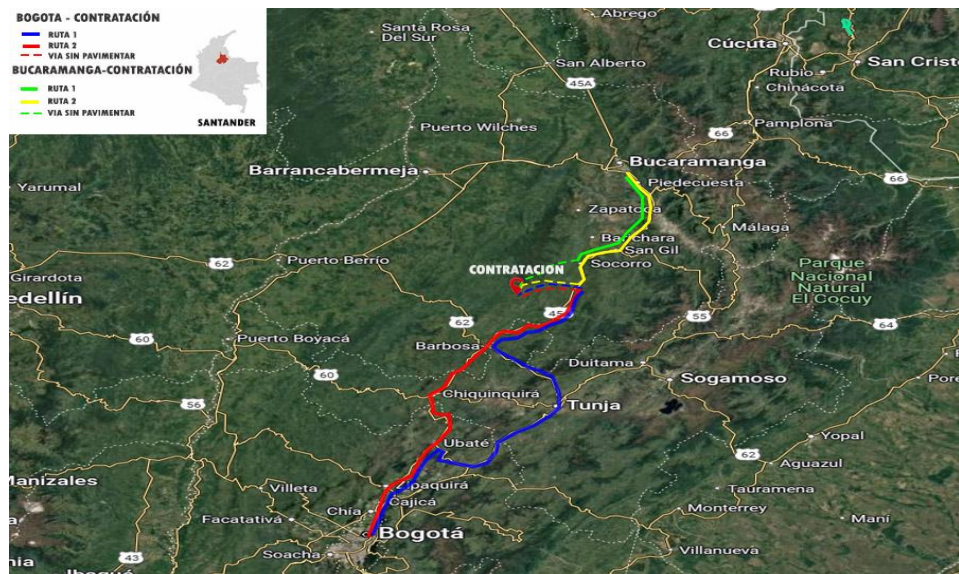 BOGOTA - CONTRATACIÓN
RUTA 1
RUTA 2
VIA SIN PAVIMENTAR
BUCARAMANGA-CONTRATACIÓN
RUTA 1
RUTA 2
VIA SIN PAVIMENTAR
SANTANDER
Abrego
Santa Rosa
Del Sur
Cúcuta
San Cristo
San Alberto
Rubio
45A
Chinácota
Puerto Wilches
Pamplona
66
Bucaramanga
Barrancabermeja
Piedecuesta
66
Yarumal
Zapatoca
Málaga
Barichara
San Gil
62
Puerto Berrío
Socorro
Parque
Nacional
Natural
El Cocuy
CONTRATACION
Girardota
edellín
45
62
55
64
60
Puerto Boyacá
Barbosa
Duitama
60
Sogamoso
Chiquinquirá
56
Tunja
Pore
Ubaté
Yopal
62
Aguazul
Manizales
Villeta
Zipaquirá
Tauramena
Cajicá
Chía
Monterrey
Facatativá
Maní
Bogotá
Soacha
Villanueva
43
Ibagué